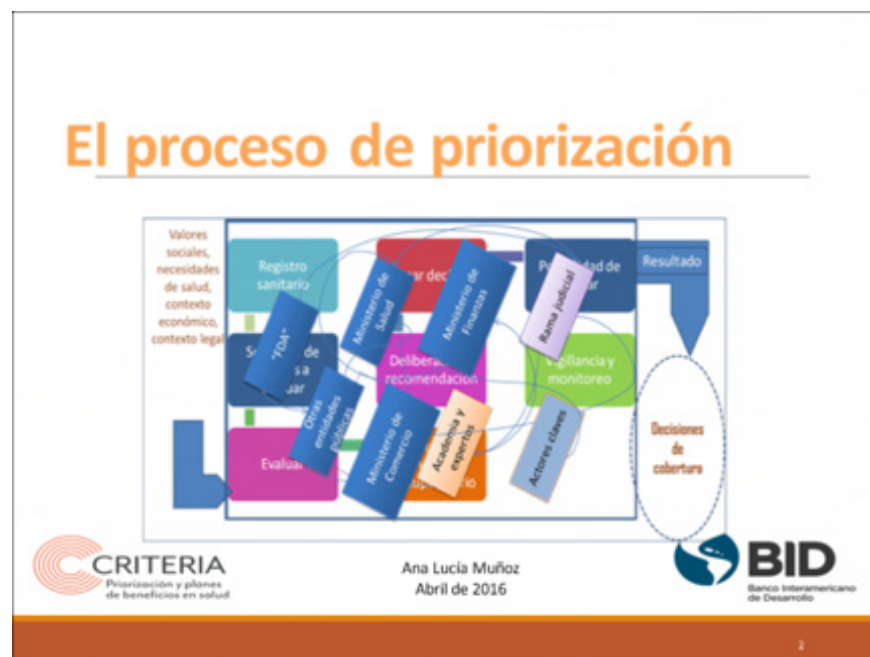 El proceso de priorización
Valores
sociales,
necesidades
de salud,
contexto
económico,
contexto legal
Registro
sanitario
Resultado
"FDA"
Ministerio de
Salud
Ministerio de
Finanzas
Rama judicial
recomendación
monitoreo
Otras
entidades
Públicas
Ministerio de
Comercio
Academia y
expertos
Actores claves
Decisiones
de
cobertura
CRITERIA
Priorización y planes
de beneficios en salud
Ana Lucía Muñoz
Abril de 2016
BID
Banco Interamericano
de Desarrollo
2